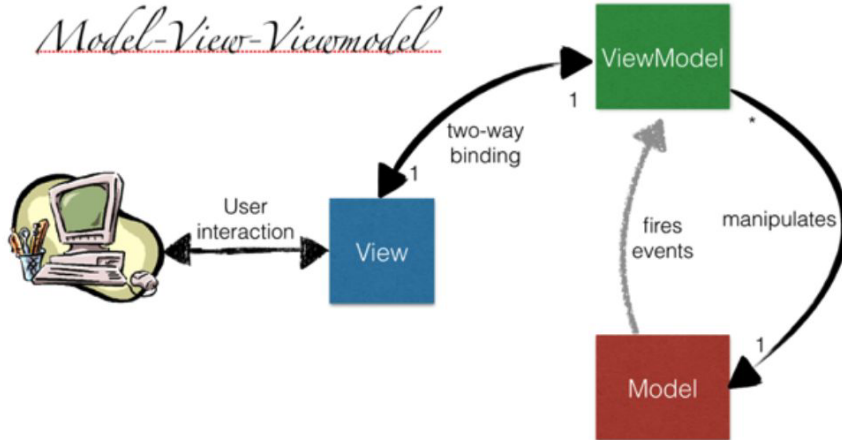 Model-View-Viewmodel
ViewModel
1
*
two-way
binding
1
User
interaction
View
fires
events
manipulates
1
Model